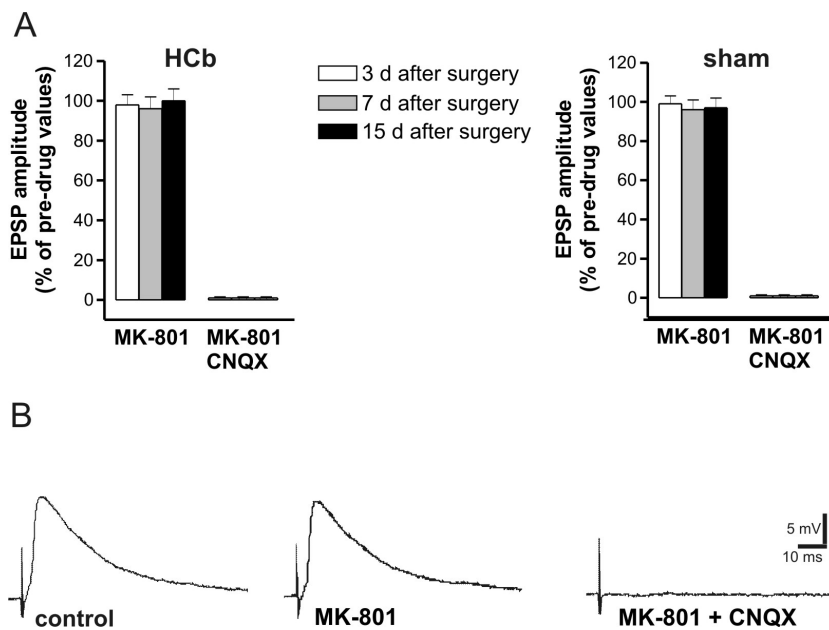 A
HCb
EPSP amplitude
(% of pre-drug values)
120
100
80
60
40
20
0
MK-801
MK-801
CNQX
3 d after surgery
7 d after surgery
15 d after surgery
sham
EPSP amplitude
(% of pre-drug values)
120
100
80
60
40
20
0
MK-801
MK-801
CNQX
B
control
MK-801
MK-801 + CNQX
5 mV
10 ms